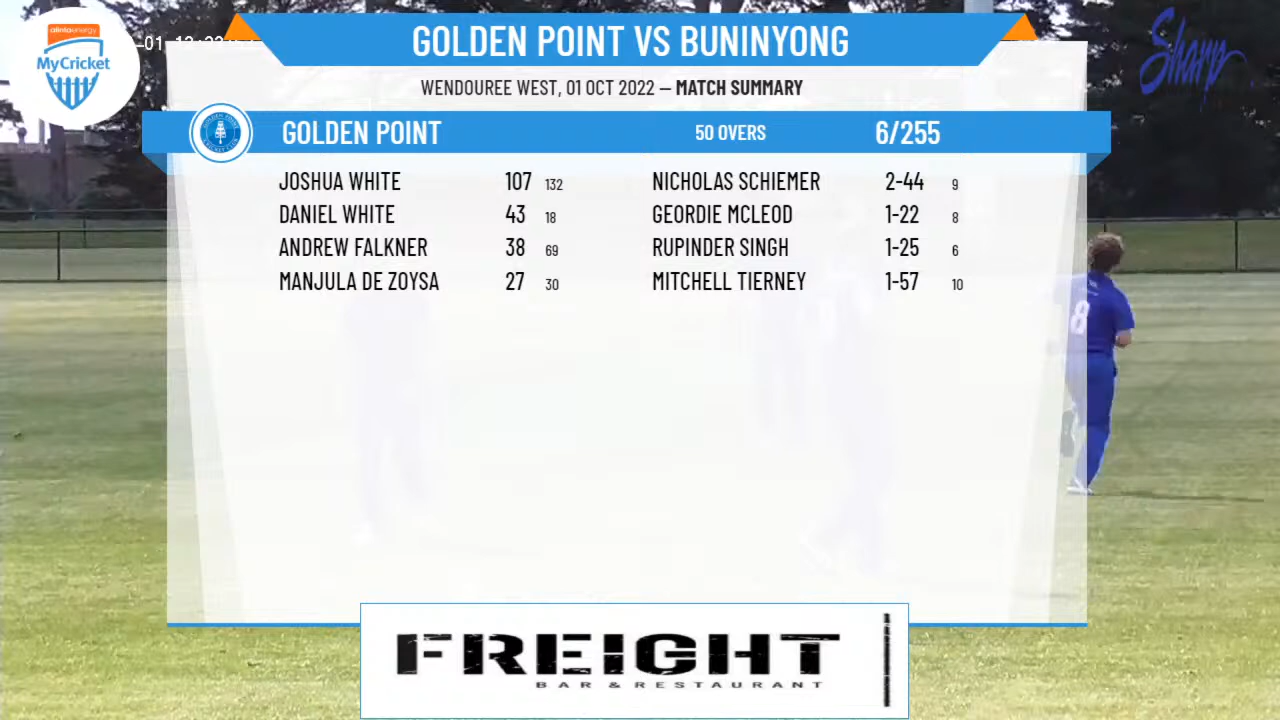 alintaenergy
MyCricket
GOLDEN POINT VS BUNINYONG
Sharp
WENDOUREE WEST, 01 OCT 2022 – MATCH SUMMARY
GOLDEN POINT 50 OVERS 6/255
JOSHUA WHITE 107 132 NICHOLAS SCHIEMER 2-44 9
DANIEL WHITE 43 18 GEORDIE MCLEOD 1-22 8
ANDREW FALKNER 38 69 RUPINDER SINGH 1-25 6
MANJULA DE ZOYSA 27 30 MITCHELL TIERNEY 1-57 10
8
FREIGHT
BAR & RESTAURANT